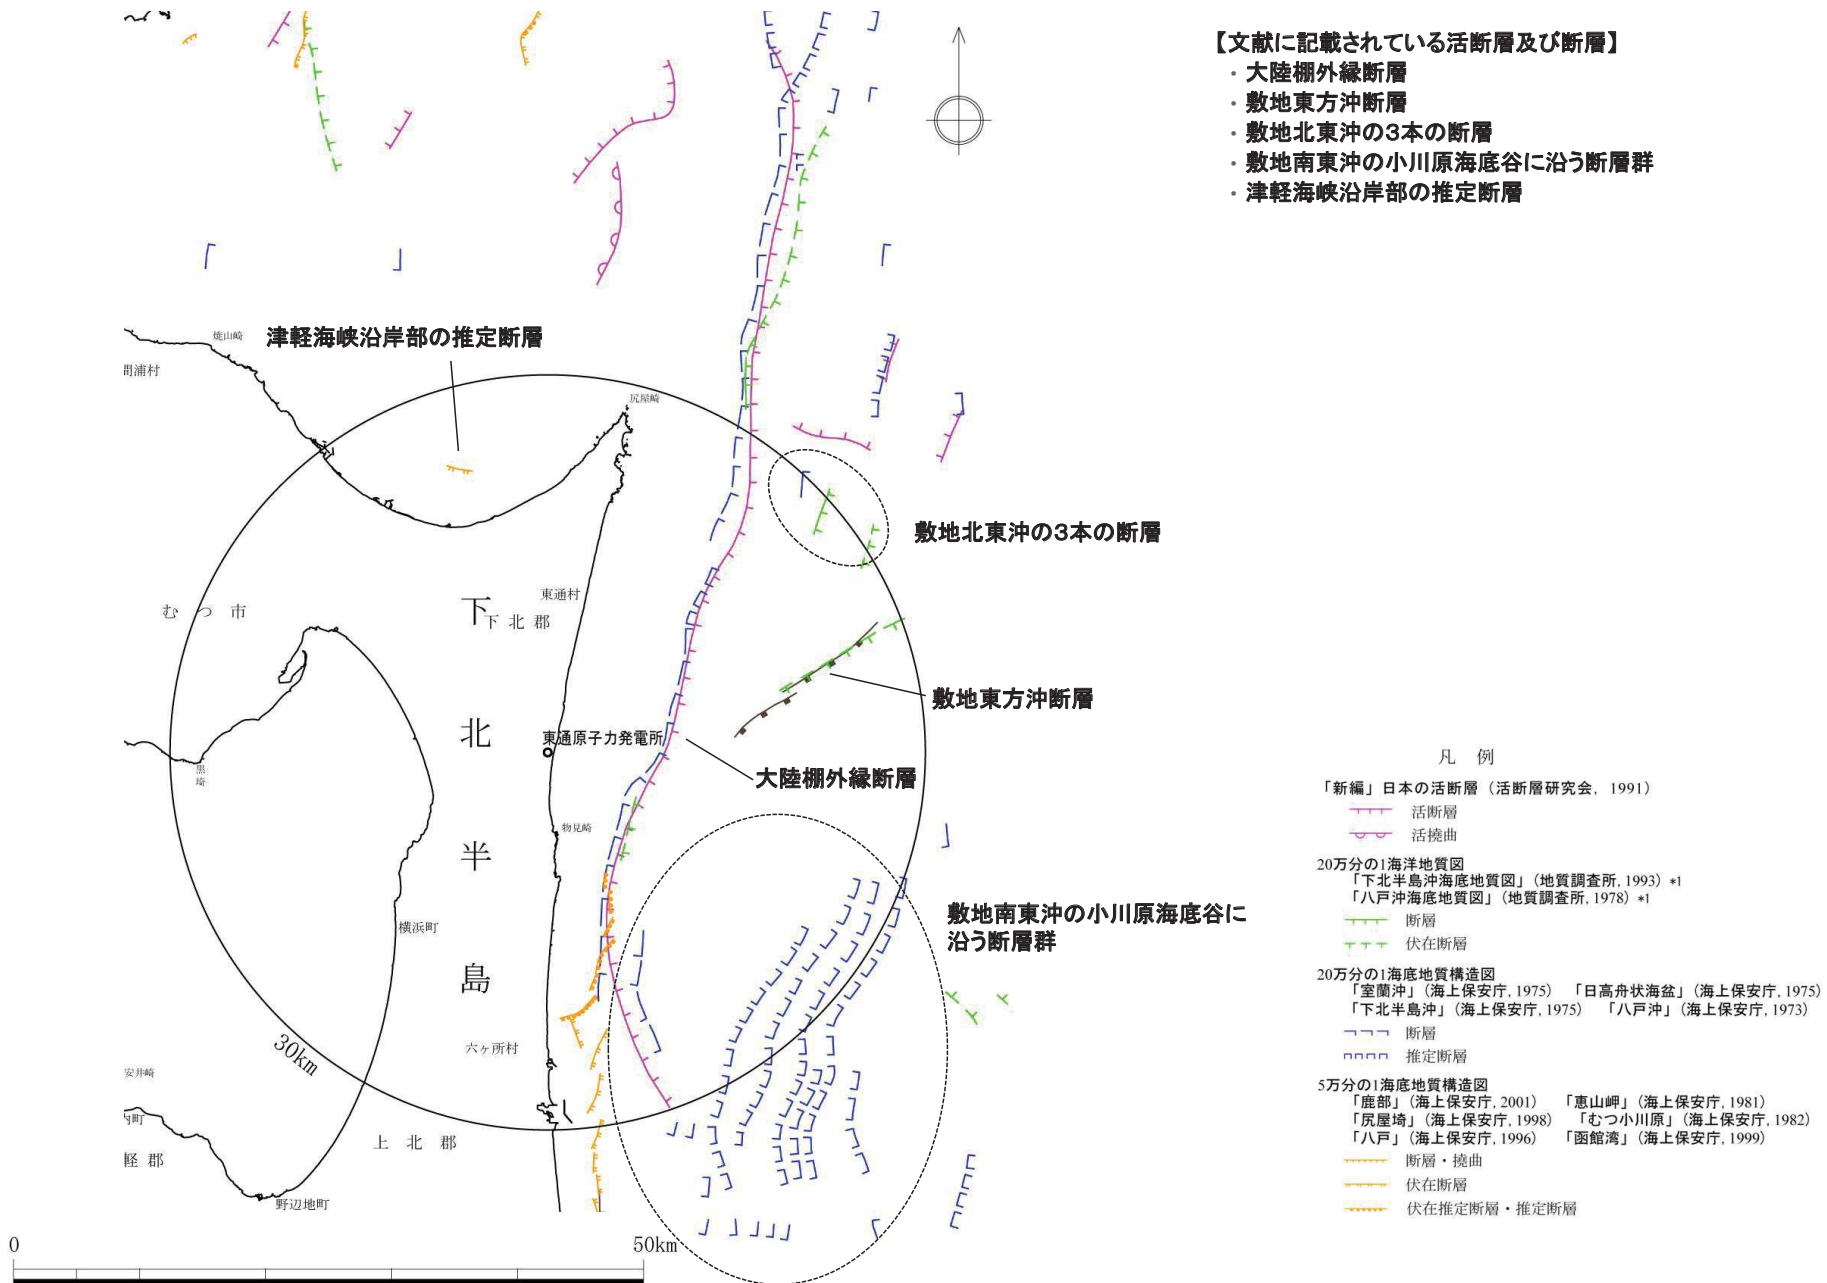 【文献に記載されている活断層及び断層】
・大陸棚外縁断層
・敷地東方沖断層
・敷地北東沖の3本の断層
・敷地南東沖の小川原海底谷に沿う断層群
・津軽海峡沿岸部の推定断層
焼山崎
津軽海峡沿岸部の推定断層
間浦村
尻屋崎
敷地北東沖の3本の断層
東通村
むつ市
下北郡
下北半島
敷地東方沖断層
東通原子力発電所
黒崎
大陸棚外縁断層
物見崎
敷地南東沖の小川原海底谷に
沿う断層群
横浜町
30km
六ヶ所村
安井崎
内町
上北郡
軽郡
野辺地町
0
50km
凡例
「新編」日本の活断層（活断層研究会, 1991）
活断層
活撓曲
20万分の1海洋地質図
「下北半島沖海底地質図」（地質調査所, 1993）*1
「八戸沖海底地質図」（地質調査所, 1978）*1
断層
伏在断層
20万分の1海底地質構造図
「室蘭沖」（海上保安庁, 1975） 「日高舟状海盆」（海上保安庁, 1975）
「下北半島沖」（海上保安庁, 1975） 「八戸沖」（海上保安庁, 1973）
断層
推定断層
5万分の1海底地質構造図
「鹿部」（海上保安庁, 2001） 「恵山岬」（海上保安庁, 1981）
「尻屋埼」（海上保安庁, 1998） 「むつ小川原」（海上保安庁, 1982）
「八戸」（海上保安庁, 1996） 「函館湾」（海上保安庁, 1999）
断層・撓曲
伏在断層
伏在推定断層・推定断層